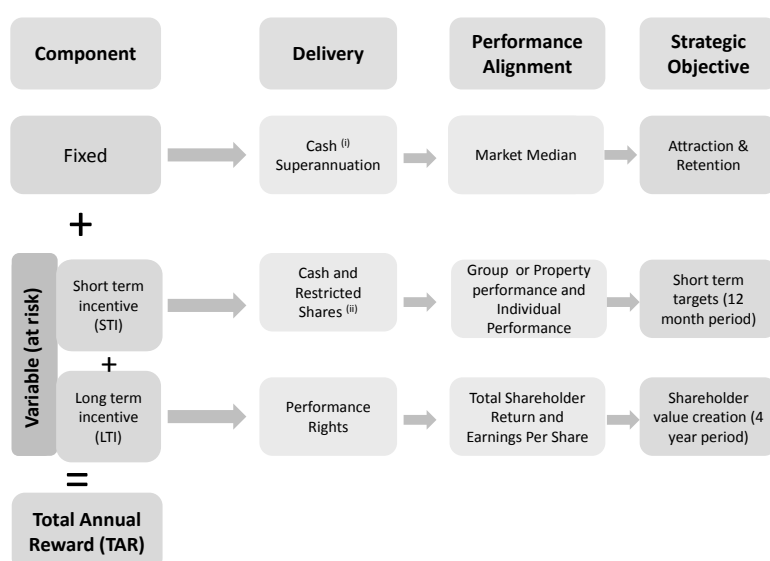 Component
Delivery
Performance
Alignment
Strategic
Objective
Fixed
Cash (i)
Superannuation
Market Median
Attraction &
Retention
+
Variable (at risk)
Short term
incentive
(STI)
Cash and
Restricted
Shares (ii)
Group or Property
performance and
Individual
Performance
Short term
targets (12
month period)
+
Long term
incentive
(LTI)
Performance
Rights
Total Shareholder
Return and
Earnings Per Share
Shareholder
value creation (4
year period)
=
Total Annual
Reward (TAR)